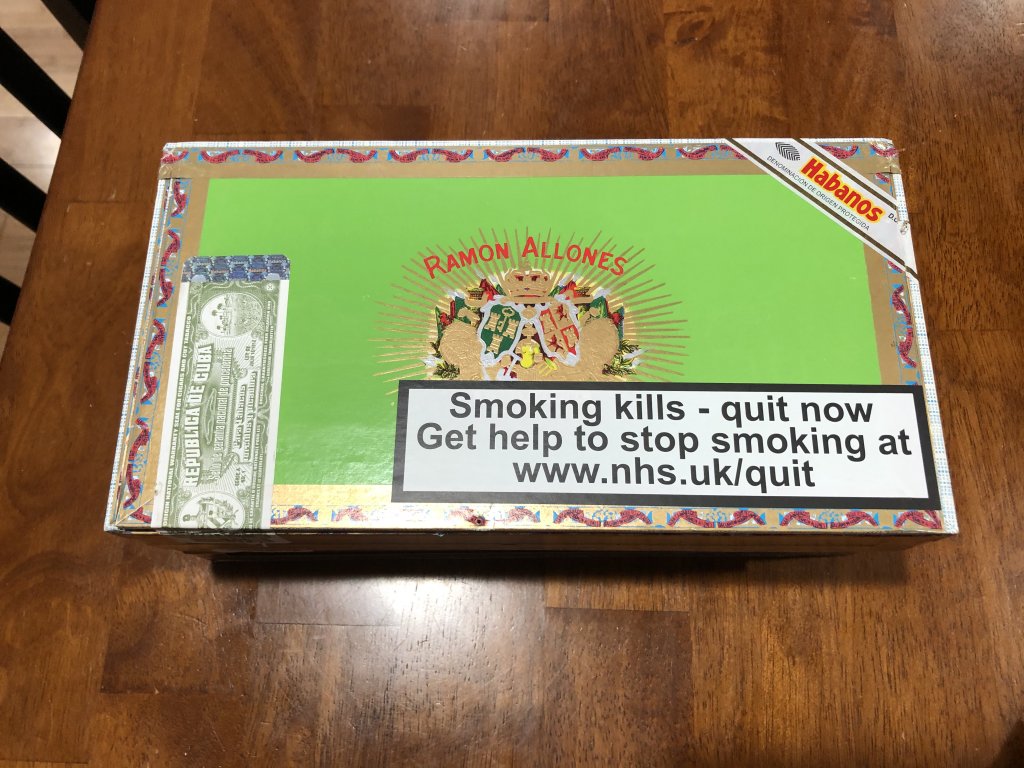 Habanos
DENOMINACIÓN DE ORIGEN PROTEGIDA
RAMON ALLONES
REPUBLICA DE CUBA
Smoking kills - quit now
Get help to stop smoking at
www.nhs.uk/quit